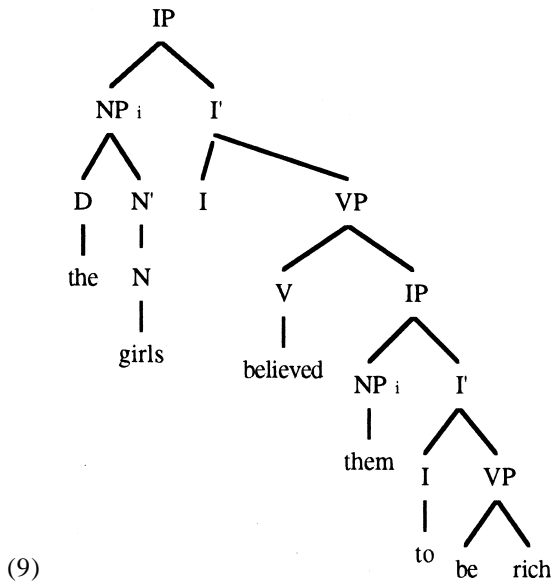 IP
NP i I'
D N' I VP
the N V IP
girls believed NP i I'
them I VP
to be rich
(9)